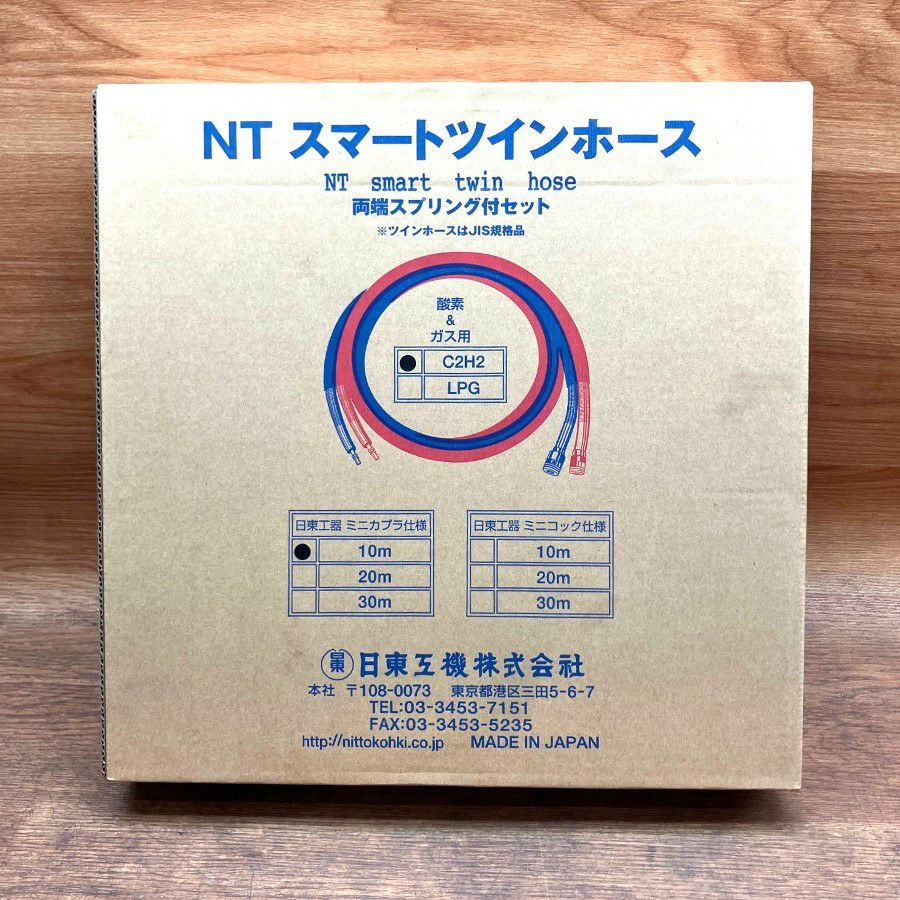 NT スマートツインホース
NT smart twin hose
両端スプリング付セット
※ツインホースはJIS規格品
酸素
&
ガス用
C2H2
LPG
日東工器 ミニカプラ仕様
10m
20m
30m
日東工器 ミニコック仕様
10m
20m
30m
日東工機株式会社
本社 〒108-0073 東京都港区三田5-6-7
TEL:03-3453-7151
FAX:03-3453-5235
http://nittokohki.co.jp MADE IN JAPAN